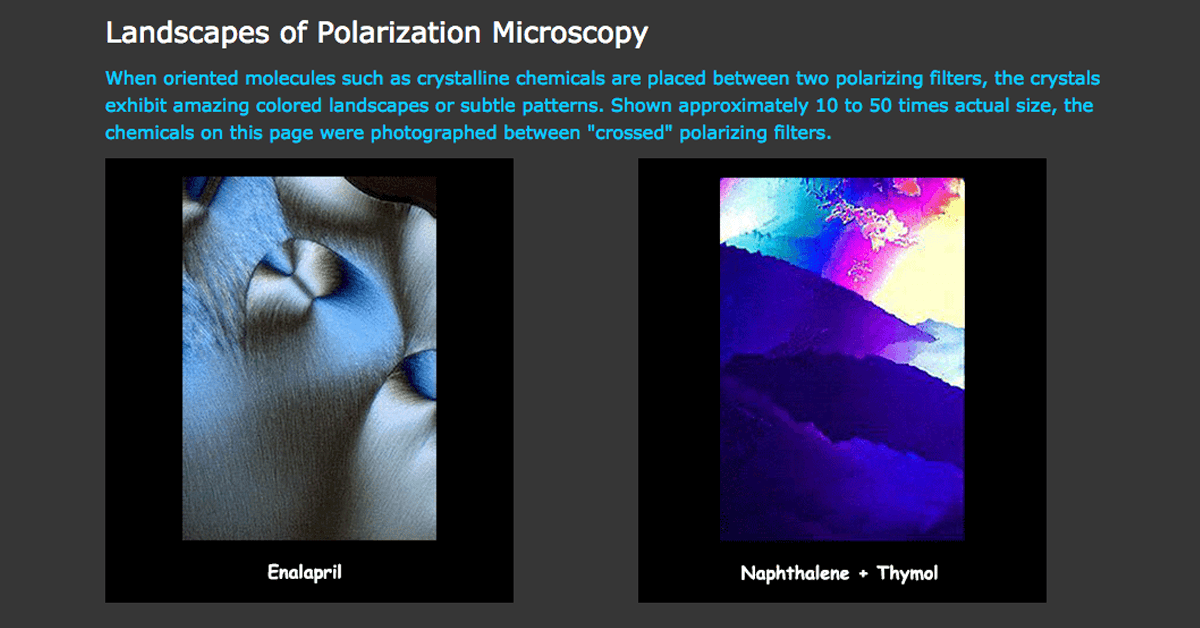 Landscapes of Polarization Microscopy
When oriented molecules such as crystalline chemicals are placed between two polarizing filters, the crystals
exhibit amazing colored landscapes or subtle patterns. Shown approximately 10 to 50 times actual size, the
chemicals on this page were photographed between "crossed" polarizing filters.
Enalapril
Naphthalene + Thymol